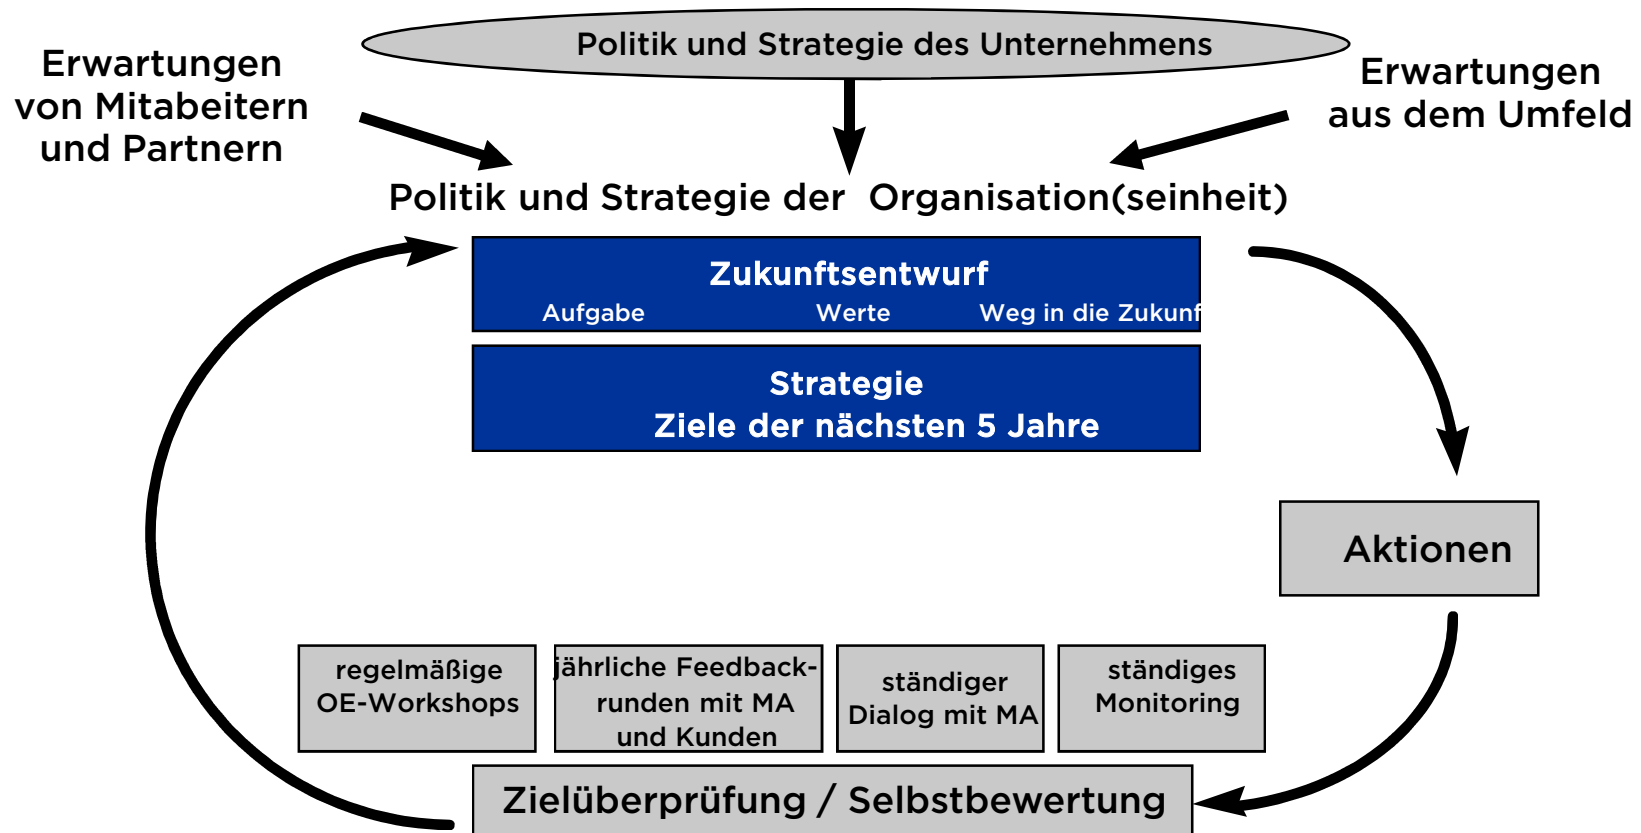 Politik und Strategie des Unternehmens
Erwartungen
von Mitabeitern
und Partnern
Erwartungen
aus dem Umfeld
Politik und Strategie der Organisation(seinheit)
Zukunftsentwurf
Aufgabe
Werte
Weg in die Zukunf
Strategie
Ziele der nächsten 5 Jahre
Aktionen
regelmäßige
OE-Workshops
jährliche Feedback-
runden mit MA
und Kunden
ständiger
Dialog mit MA
ständiges
Monitoring
Zielüberprüfung / Selbstbewertung